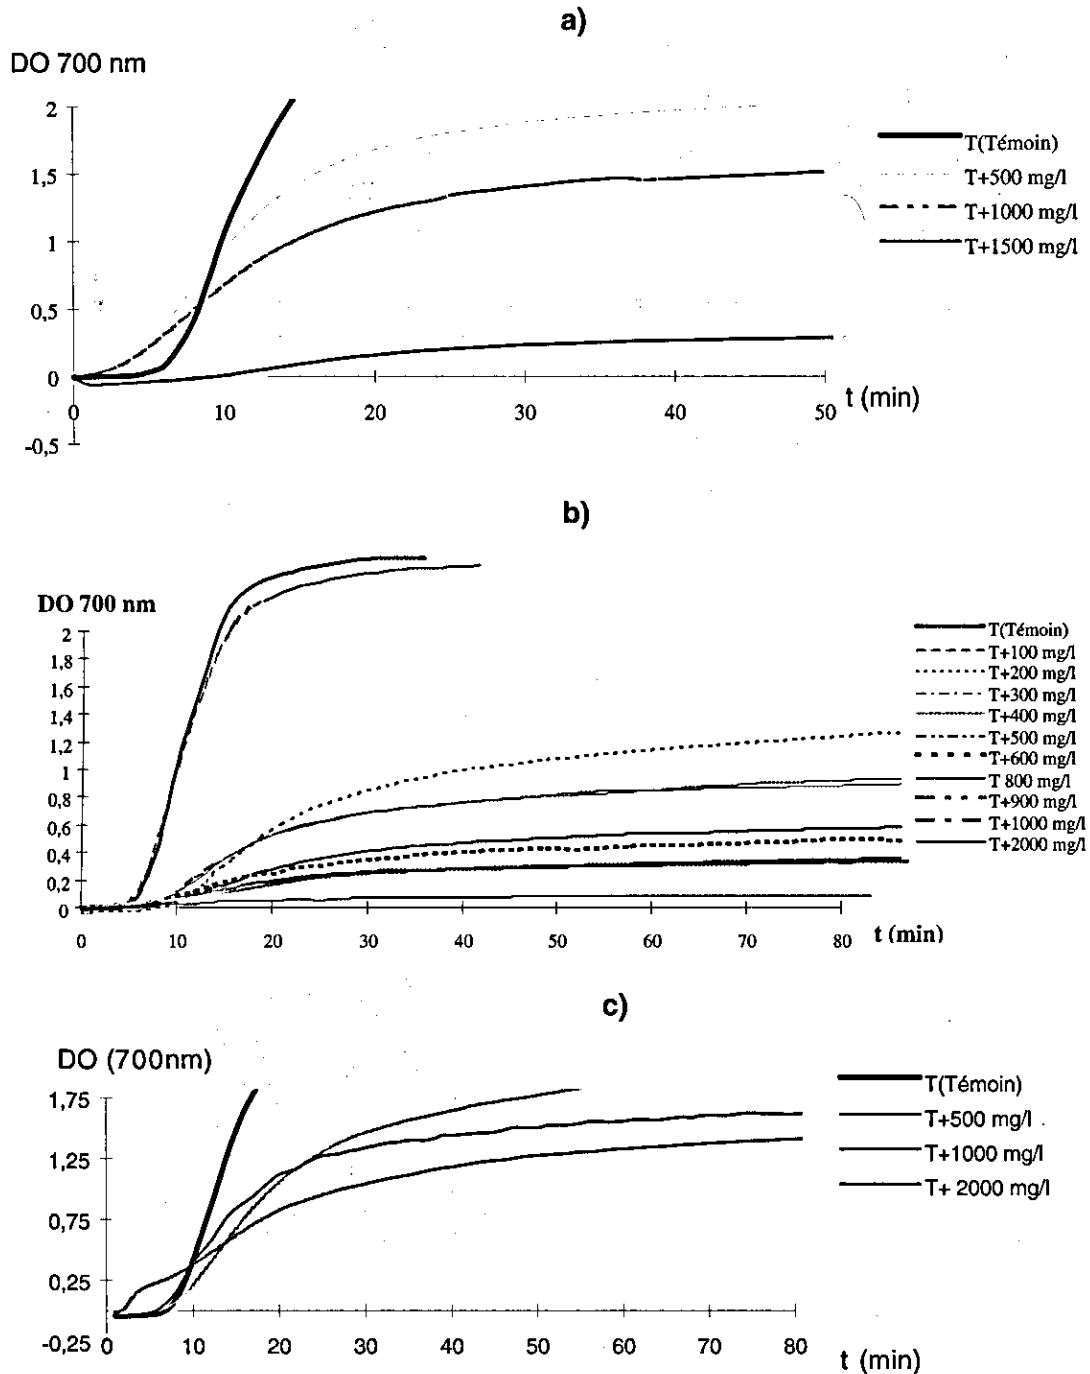 a)
DO 700 nm
2
1,5
1
0,5
0
-0,5
0
10
20
30
40
50
t (min)
T(Témoin)
T+500 mg/l
T+1000 mg/l
T+1500 mg/l
b)
DO 700 nm
2
1,8
1,6
1,4
1,2
1
0,8
0,6
0,4
0,2
0
0
10
20
30
40
50
60
70
80
t (min)
T(Témoin)
T+100 mg/l
T+200 mg/l
T+300 mg/l
T+400 mg/l
T+500 mg/l
T+600 mg/l
T 800 mg/l
T+900 mg/l
T+1000 mg/l
T+2000 mg/l
c)
DO (700nm)
1,75
1,25
0,75
0,25
-0,25
0
10
20
30
40
50
60
70
80
t (min)
T(Témoin)
T+500 mg/l
T+1000 mg/l
T+ 2000 mg/l